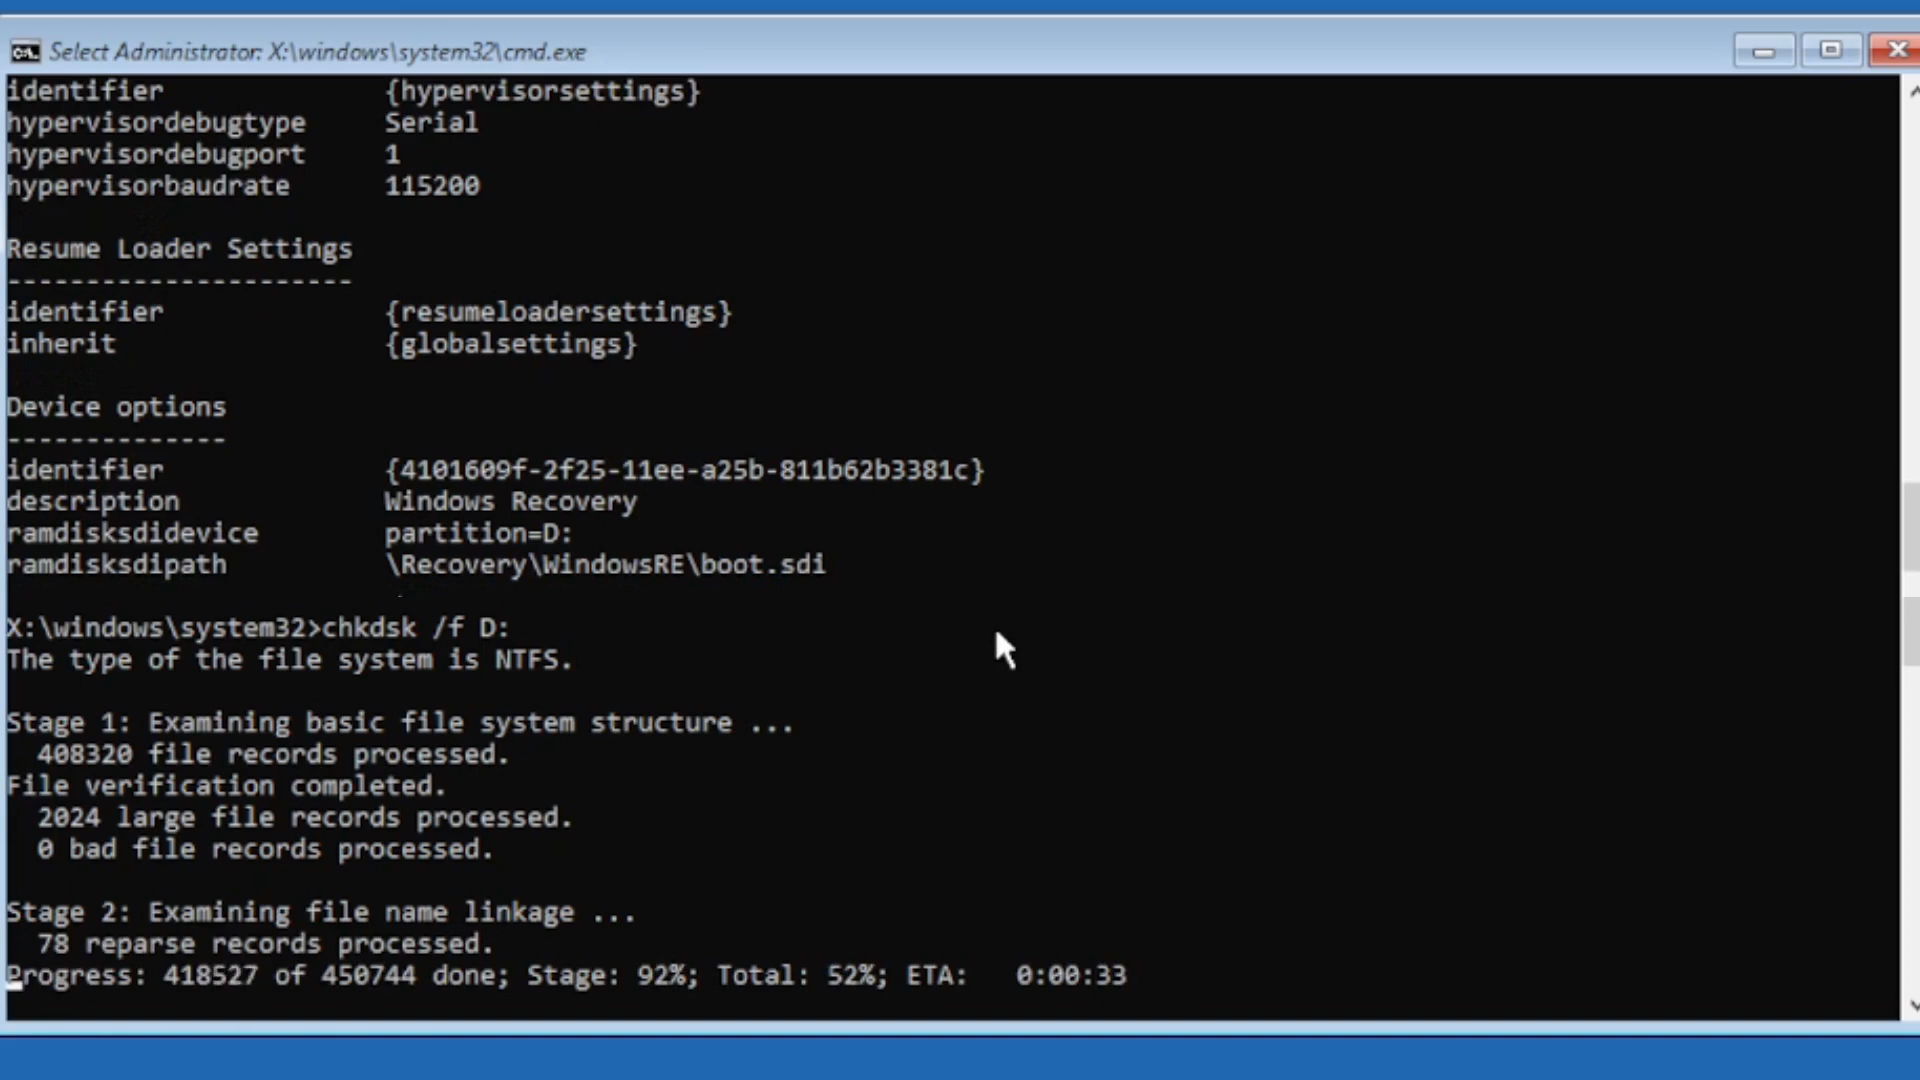 Select Administrator: X:\windows\system32\cmd.exe
identifier              {hypervisorsettings}
hypervisordebugtype     Serial
hypervisordebugport     1
hypervisorbaudrate      115200
Resume Loader Settings
----------------------
identifier              {resumeloadersettings}
inherit                 {globalsettings}
Device options
--------------
identifier              {4101609f-2f25-11ee-a25b-811b62b3381c}
description             Windows Recovery
ramdisksdidevice        partition=D:
ramdisksdipath          \Recovery\WindowsRE\boot.sdi
X:\windows\system32>chkdsk /f D:
The type of the file system is NTFS.
Stage 1: Examining basic file system structure ...
  408320 file records processed.
File verification completed.
  2024 large file records processed.
  0 bad file records processed.
Stage 2: Examining file name linkage ...
  78 reparse records processed.
Progress: 418527 of 450744 done; Stage: 92%; Total: 52%; ETA:   0:00:33